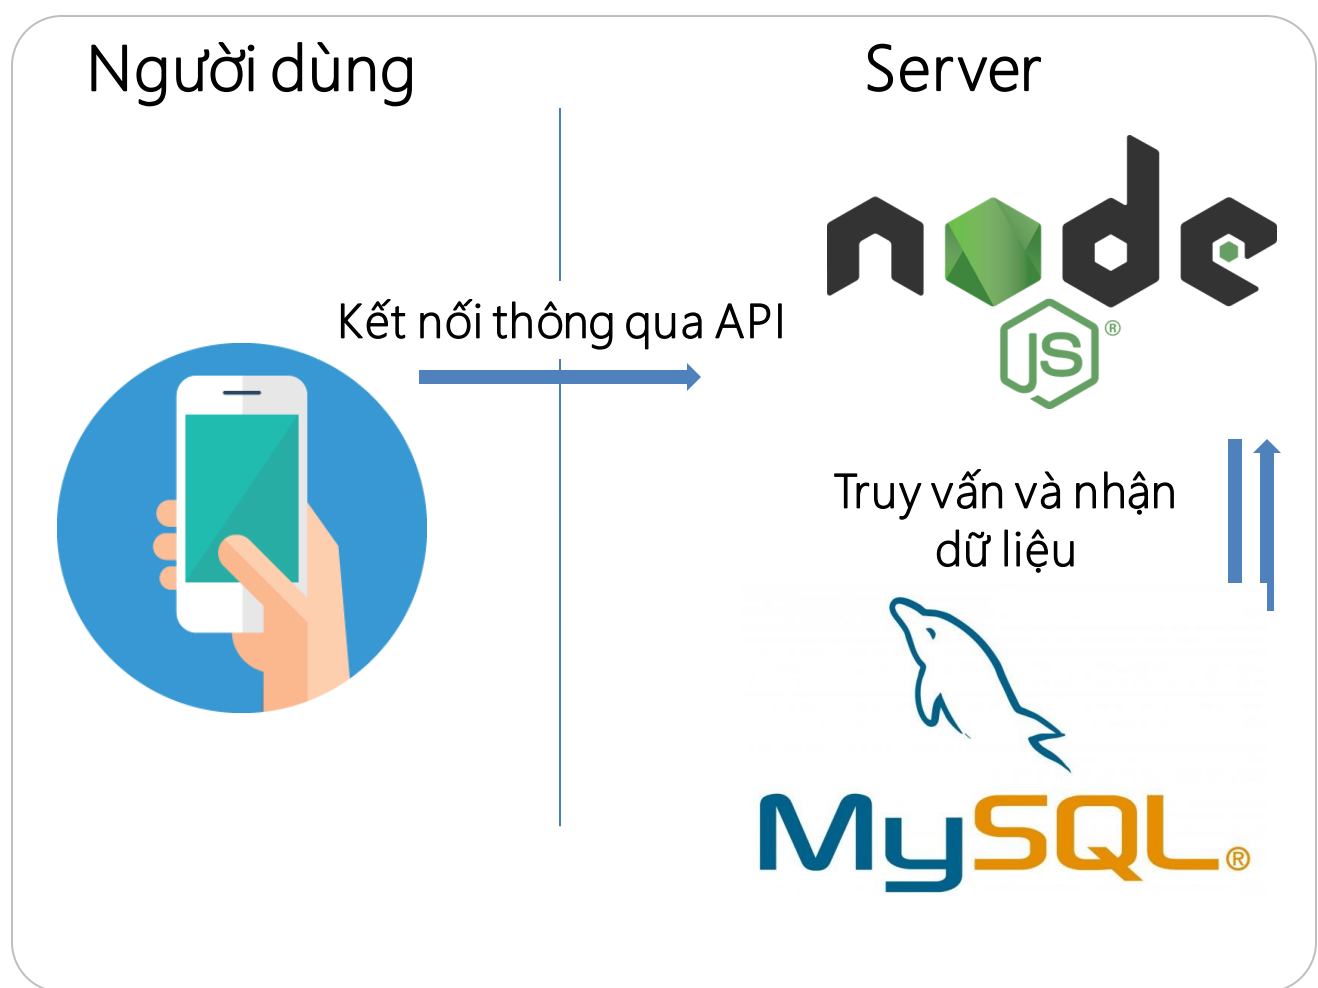 Người dùng
Server
node
JS®
Kết nối thông qua API
Truy vấn và nhận
dữ liệu
MySQL®